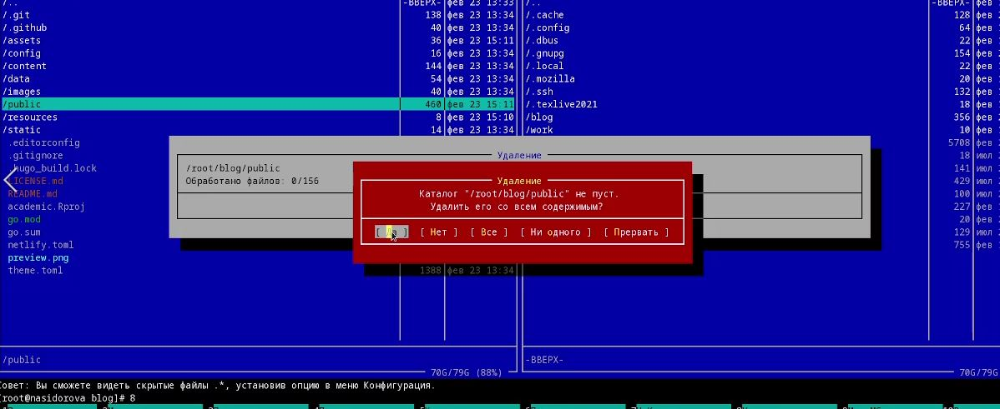 /.. -ВВЕРХ- фев 23 13:33 /.. -ВВЕРХ- фев
/.git 138 фев 23 13:34 /.cache 128 фев
/.github 40 фев 23 13:34 /.config 64 фев
/assets 36 фев 23 15:11 /.dbus 22 фев
/config 16 фев 23 13:34 /.gnupg 154 фев
/content 144 фев 23 13:34 /.local 22 фев
/data 54 фев 23 13:34 /.mozilla 20 фев
/images 40 фев 23 13:34 /.ssh 132 фев
/public 460 фев 23 15:11 /.texlive2021 18 фев
/resources 8 фев 23 15:10 /blog 356 фев
/static 14 фев 23 13:34 /work 10 фев
.editorconfig 5708 фев
.gitignore Удаление 18 июл
.hugo_build.lock /root/blog/public 141 июл
LICENSE.md Обработано файлов: 0/156 Удаление 429 июл
README.md Каталог "/root/blog/public" не пуст. 100 июл
academic.Rproj Удалить его со всем содержимым? 227 фев
go.mod 20 фев
go.sum [ Да ] [ Нет ] [ Все ] [ Ни одного ] [ Прервать ] 129 июл
netlify.toml 755 фев
preview.png
theme.toml 1388 фев 23 13:34
/public -ВВЕРХ-
70G/79G (88%) 70G/79G
Совет: Вы сможете видеть скрытые файлы .*, установив опцию в меню Конфигурация.
[root@nasidorova blog]# 8